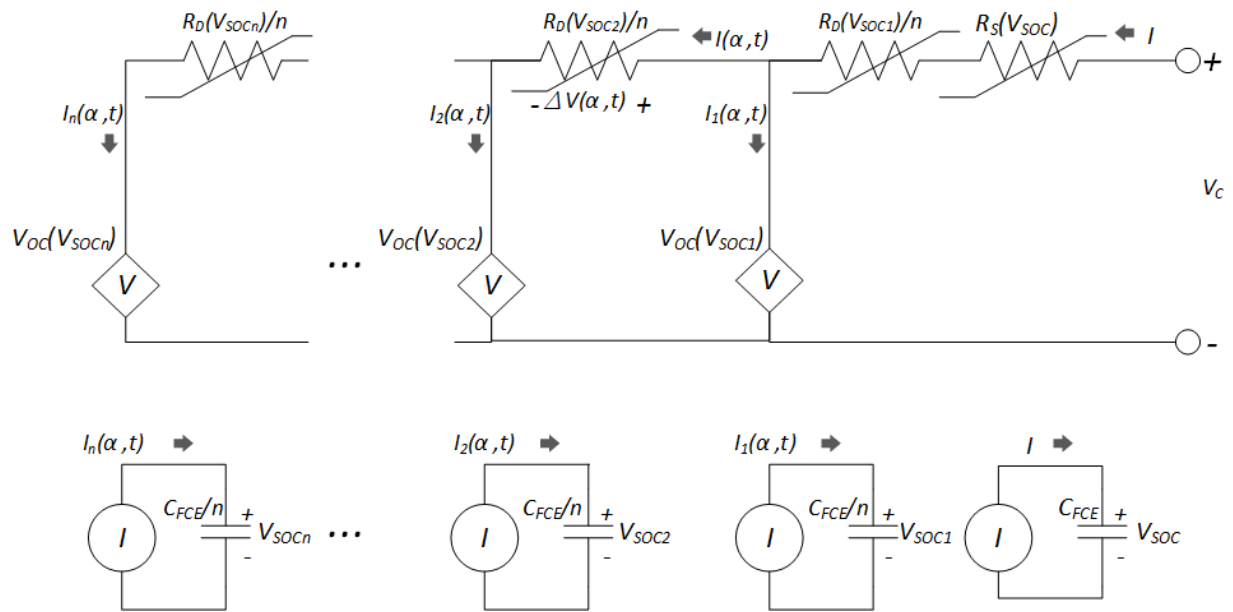 R_D(V_SOCn)/n
R_D(V_SOC2)/n
I(α,t)
R_D(V_SOC1)/n
R_S(V_SOC)
I
+
- ΔV(α,t) +
I_n(α,t)
I_2(α,t)
I_1(α,t)
V_C
V_OC(V_SOCn)
V_OC(V_SOC2)
V_OC(V_SOC1)
V
...
V
V
-
I_n(α,t)
I_2(α,t)
I_1(α,t)
I
C_FCE/n
+
C_FCE/n
+
C_FCE/n
+
C_FCE
+
I
V_SOCn
...
I
V_SOC2
I
V_SOC1
I
V_SOC
-
-
-
-